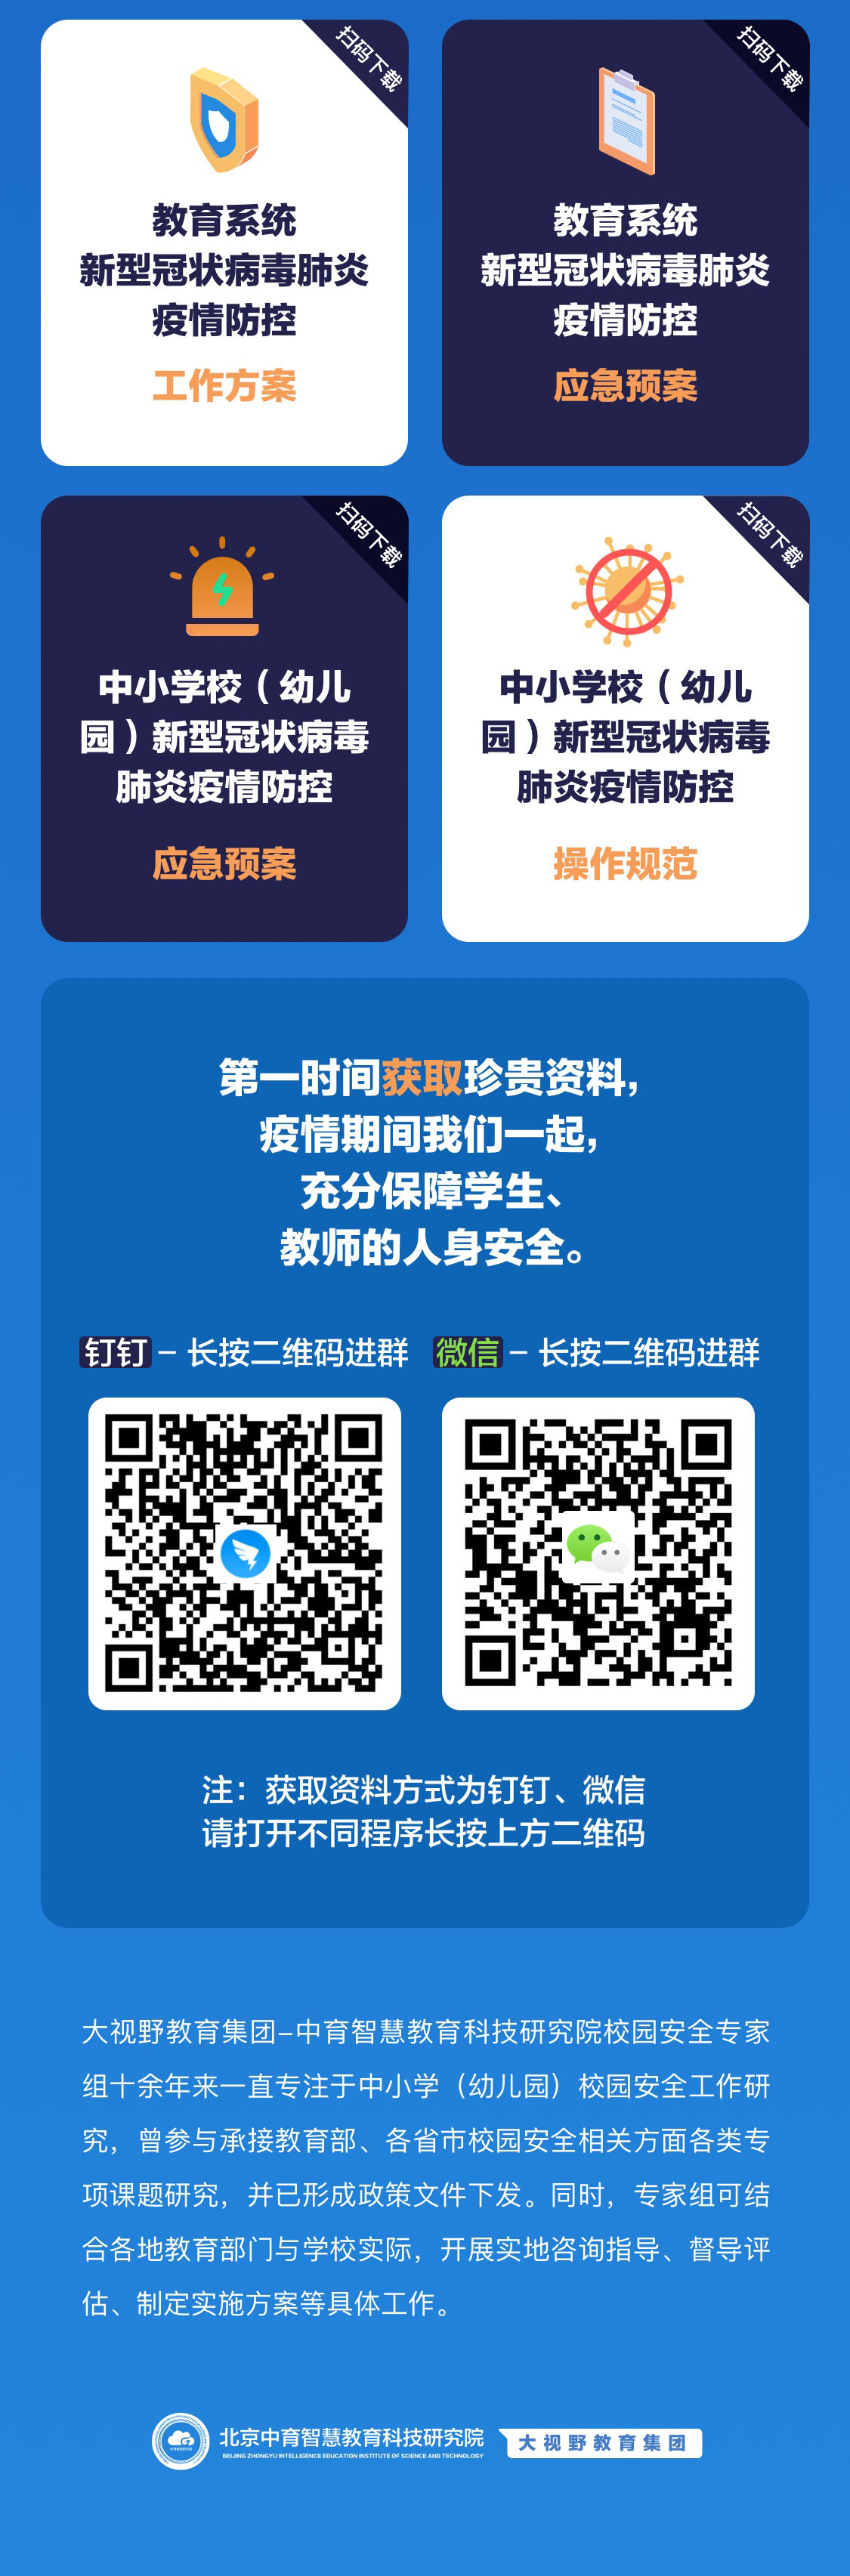 扫码下载
教育系统
新型冠状病毒肺炎
疫情防控
工作方案
扫码下载
教育系统
新型冠状病毒肺炎
疫情防控
应急预案
扫码下载
中小学校（幼儿
园）新型冠状病毒
肺炎疫情防控
应急预案
扫码下载
中小学校（幼儿
园）新型冠状病毒
肺炎疫情防控
操作规范
第一时间获取珍贵资料，
疫情期间我们一起，
充分保障学生、
教师的人身安全。
钉钉 – 长按二维码进群
微信 – 长按二维码进群
注：获取资料方式为钉钉、微信
请打开不同程序长按上方二维码
大视野教育集团–中育智慧教育科技研究院校园安全专家
组十余年来一直专注于中小学（幼儿园）校园安全工作研
究，曾参与承接教育部、各省市校园安全相关方面各类专
项课题研究，并已形成政策文件下发。同时，专家组可结
合各地教育部门与学校实际，开展实地咨询指导、督导评
估、制定实施方案等具体工作。
北京中育智慧教育科技研究院
BEIJING ZHONGYU INTELLIGENCE EDUCATION INSTITUTE OF SCIENCE AND TECHNOLOGY
大视野教育集团